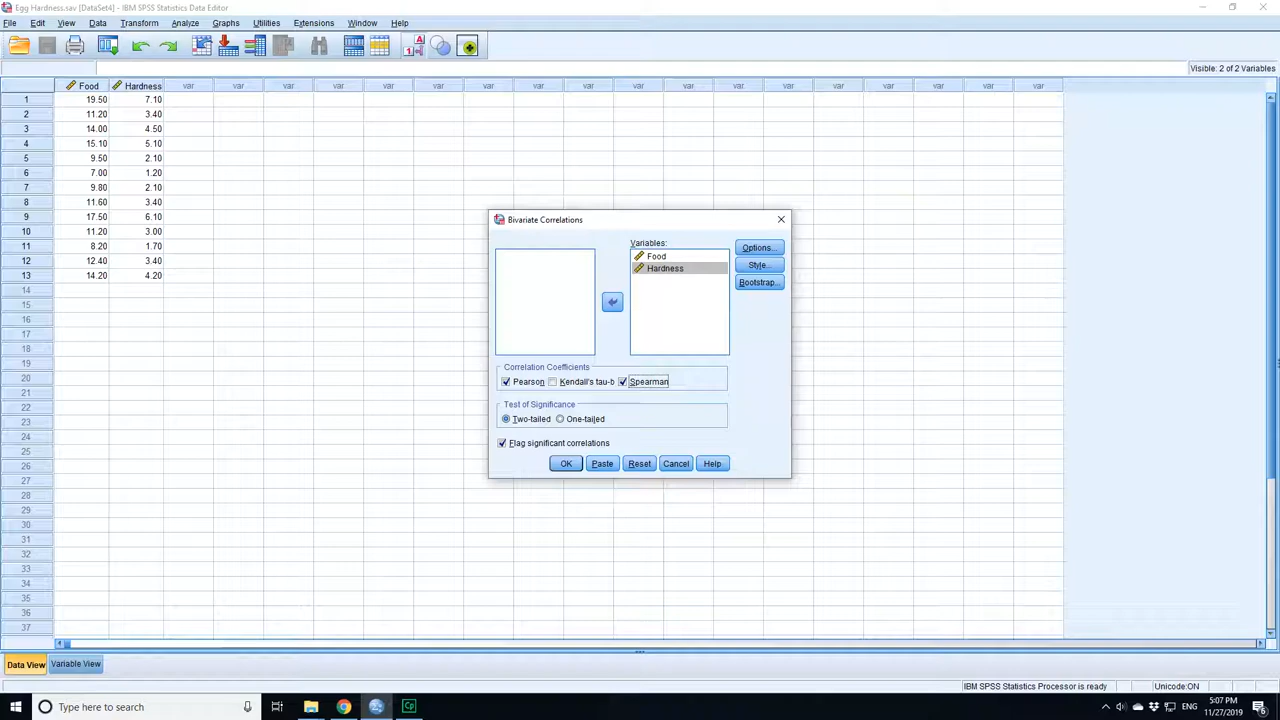 Egg Hardness.sav [DataSet4] - IBM SPSS Statistics Data Editor
File Edit View Data Transform Analyze Graphs Utilities Extensions Window Help
Visible: 2 of 2 Variables
Food Hardness var var var var var var var var var var var var var var var var var var
1 19.50 7.10
2 11.20 3.40
3 14.00 4.50
4 15.10 5.10
5 9.50 2.10
6 7.00 1.20
7 9.80 2.10
8 11.60 3.40
9 17.50 6.10
10 11.20 3.00
11 8.20 1.70
12 12.40 3.40
13 14.20 4.20
14
15
16
17
18
19
20
21
22
23
24
25
26
27
28
29
30
31
32
33
34
35
36
37
Bivariate Correlations
Variables:
Food
Hardness
Options...
Style...
Bootstrap...
Correlation Coefficients
Pearson Kendall's tau-b Spearman
Test of Significance
Two-tailed One-tailed
Flag significant correlations
OK Paste Reset Cancel Help
Data View Variable View
IBM SPSS Statistics Processor is ready Unicode:ON
Type here to search
Cp
ENG
5:07 PM
11/27/2019
6